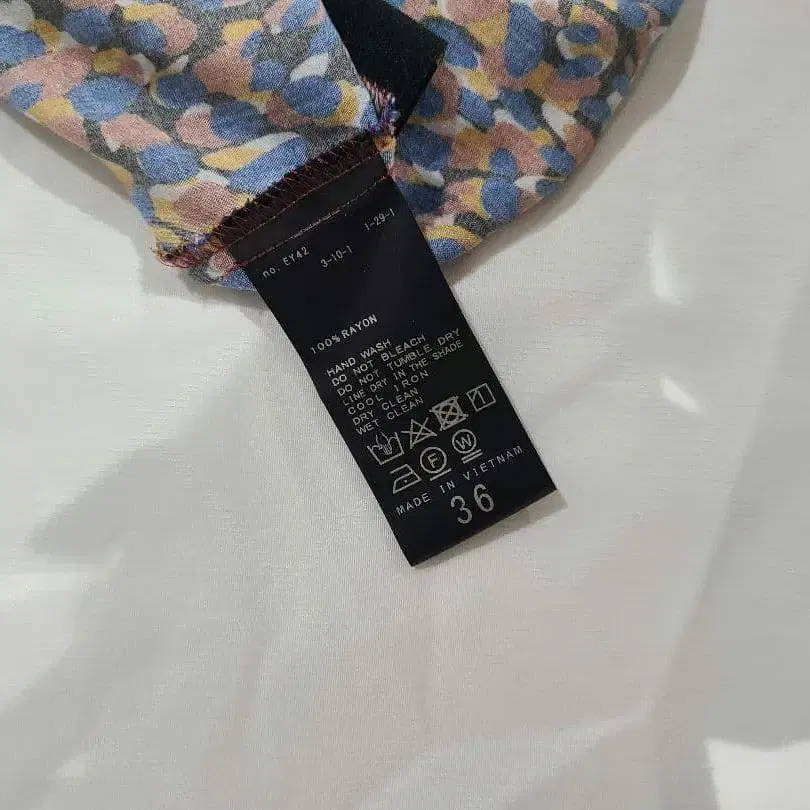 no. EY42 3-10-1 1-29-1
100% RAYON
HAND WASH
DO NOT BLEACH
DO NOT TUMBLE DRY
LINE DRY IN THE SHADE
COOL IRON
DRY CLEAN
WET CLEAN
F W
MADE IN VIETNAM
36